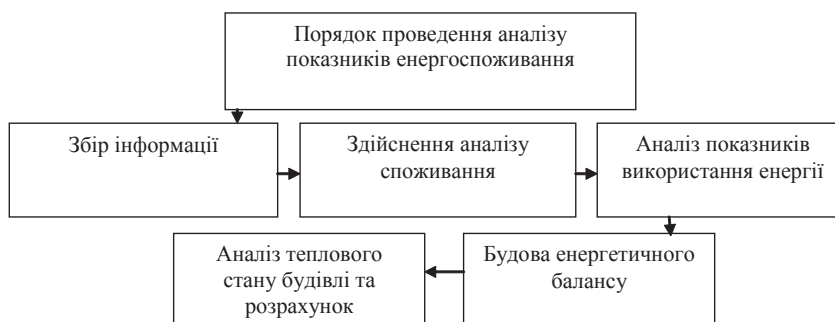 Порядок проведення аналізу
показників енергоспоживання
Збір інформації
Здійснення аналізу
споживання
Аналіз показників
використання енергії
Будова енергетичного
балансу
Аналіз теплового
стану будівлі та
розрахунок